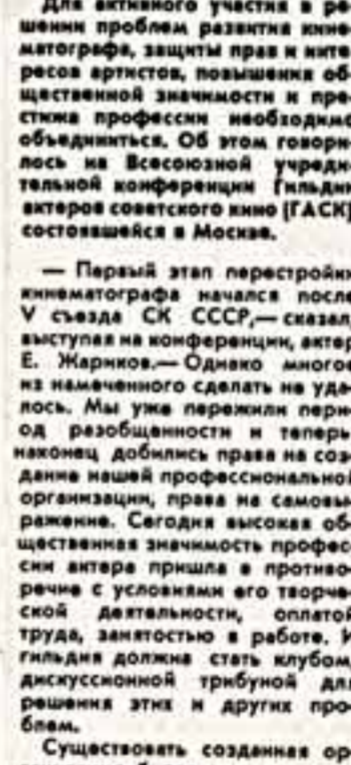 Для активного участия в ре-
шении проблем развития кине-
матографа, защиты прав и инте-
ресов артистов, повышения об-
щественной значимости и пре-
стижа профессии необходимо
объединиться. Об этом говори-
лось на Всесоюзной учреди-
тельной конференции Гильдии
актеров советского кино (ГАСК)
состоявшейся в Москве.
— Первый этап перестройки
кинематографа начался после
V съезда СК СССР,— сказал,
выступая на конференции, актер
Е. Жариков.— Однако многое
из намеченного сделать не уда-
лось. Мы уже пережили пери-
од разобщенности и теперь
наконец добились права на соз-
дание нашей профессиональной
организации, права на самовы-
ражение. Сегодня высокая об-
щественная значимость профес-
сии актера пришла в противо-
речие с условиями его творче-
ской деятельности, оплатой
труда, занятостью в работе. И
гильдия должна стать клубом,
дискуссионной трибуной для
решения этих и других про-
блем.
Существовать созданная ор-